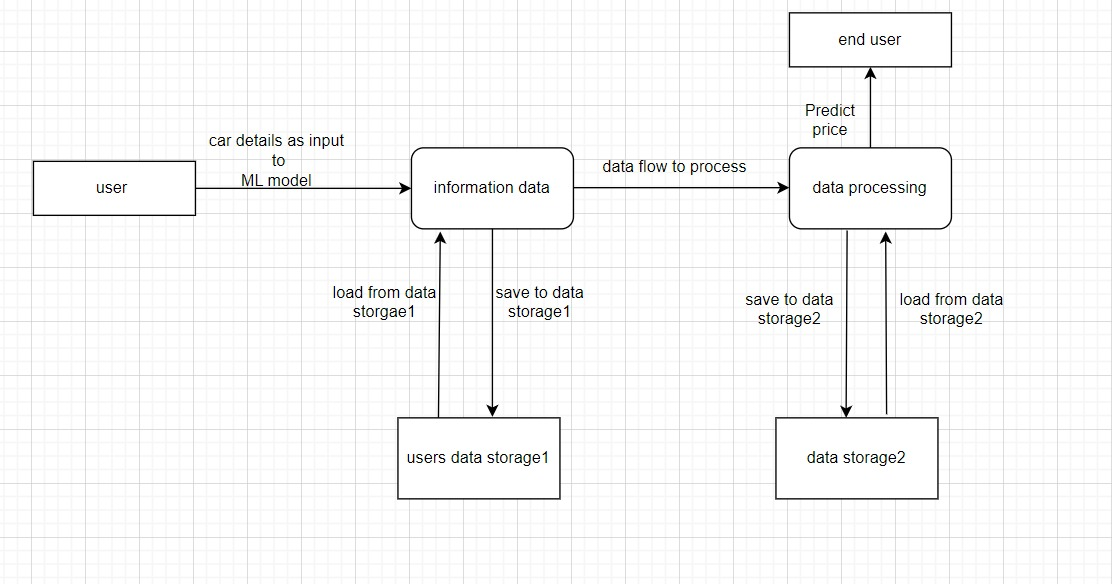 end user
Predict
price
car details as input
to
ML model
user
information data
data flow to process
data processing
load from data
storgae1
save to data
storage1
save to data
storage2
load from data
storage2
users data storage1
data storage2